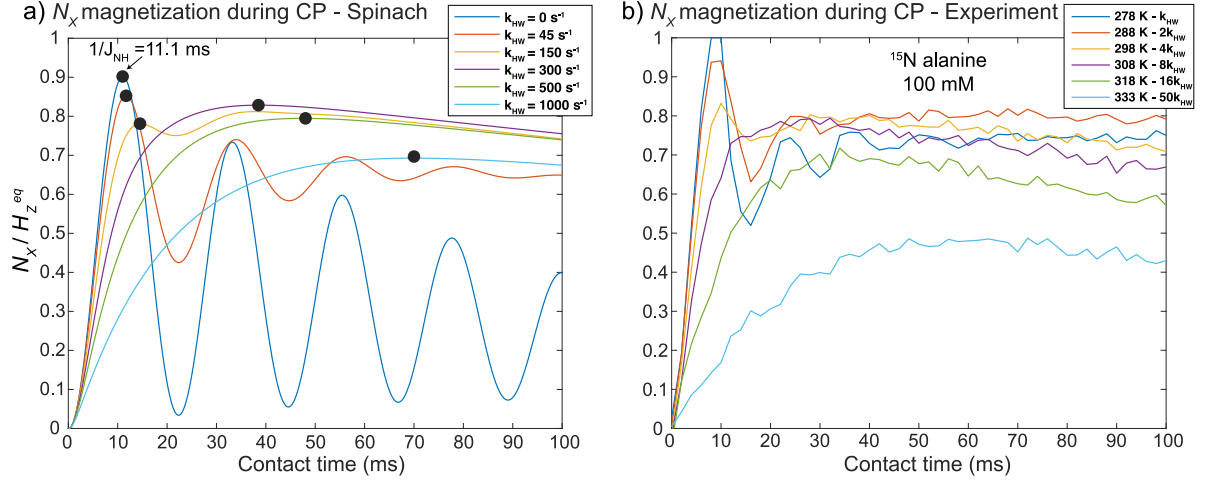 a) N_X magnetization during CP - Spinach
1/J_NH =11.1 ms
k_HW = 0 s⁻¹
k_HW = 45 s⁻¹
k_HW = 150 s⁻¹
k_HW = 300 s⁻¹
k_HW = 500 s⁻¹
k_HW = 1000 s⁻¹
N_X / H_Z^eq
1
0.9
0.8
0.7
0.6
0.5
0.4
0.3
0.2
0.1
0
0 10 20 30 40 50 60 70 80 90 100
Contact time (ms)
b) N_X magnetization during CP - Experiment
¹⁵N alanine
100 mM
278 K - k_HW
288 K - 2k_HW
298 K - 4k_HW
308 K - 8k_HW
318 K - 16k_HW
333 K - 50k_HW
1
0.9
0.8
0.7
0.6
0.5
0.4
0.3
0.2
0.1
0
0 10 20 30 40 50 60 70 80 90 100
Contact time (ms)